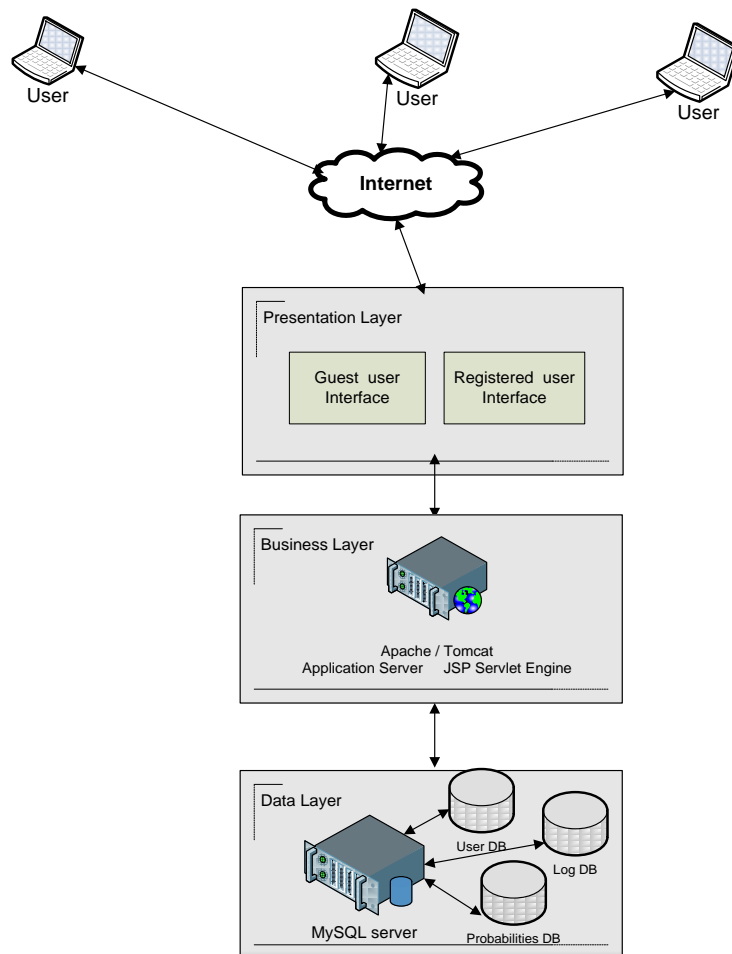 User
User
User
Internet
Presentation Layer
Guest user
Interface
Registered user
Interface
Business Layer
Apache / Tomcat
Application Server JSP Servlet Engine
Data Layer
User DB
Log DB
Probabilities DB
MySQL server